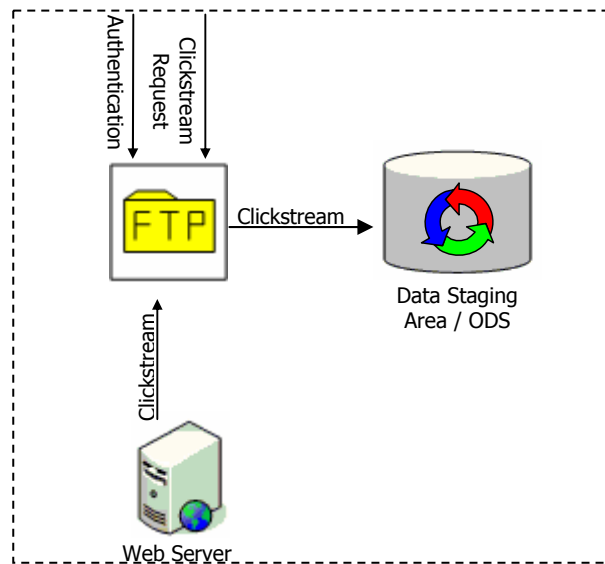 Authentication
Clickstream
Request
FTP
Clickstream
Data Staging
Area / ODS
Clickstream
Web Server